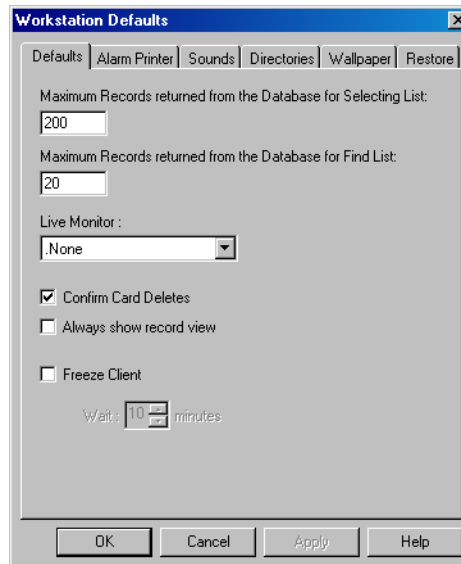 Workstation Defaults
Defaults Alarm Printer Sounds Directories Wallpaper Restore
Maximum Records returned from the Database for Selecting List:
200
Maximum Records returned from the Database for Find List:
20
Live Monitor :
.None
Confirm Card Deletes
Always show record view
Freeze Client
Wait : 10 minutes
OK Cancel Apply Help